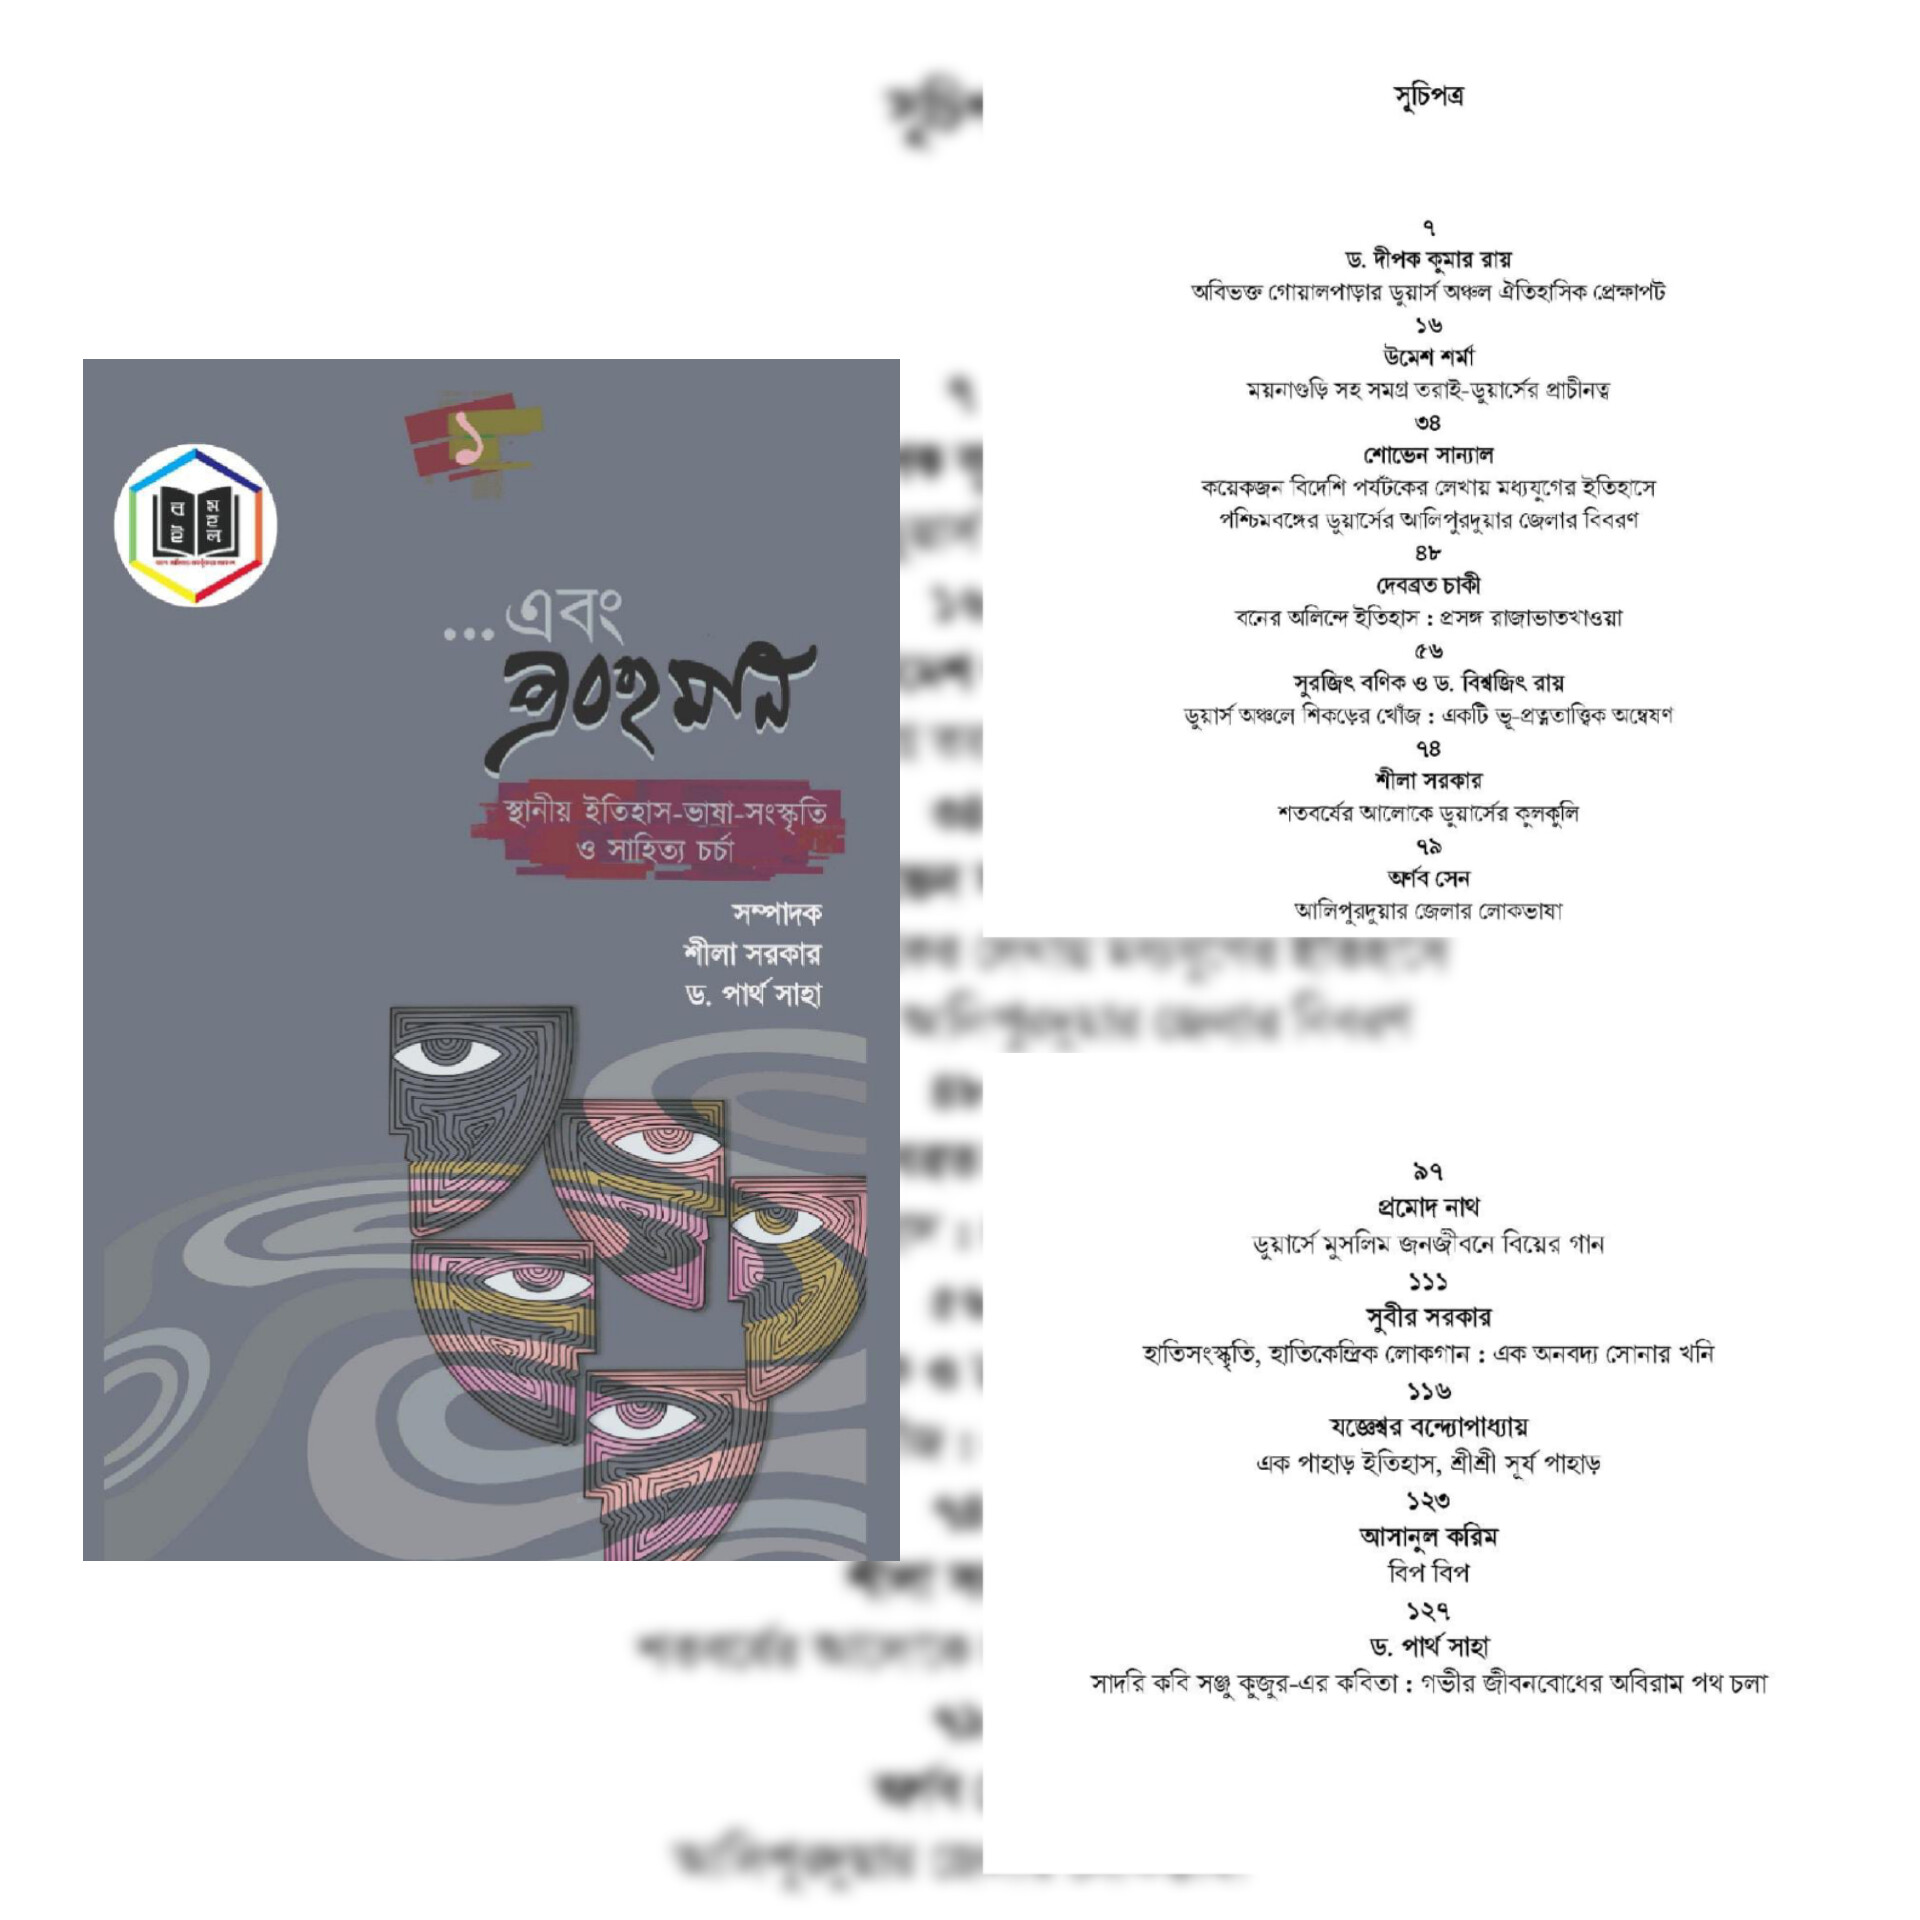 ১
বই
মহল
...এবং
প্রবহমান
স্থানীয় ইতিহাস-ভাষা-সংস্কৃতি
ও সাহিত্য চর্চা
সম্পাদক
শীলা সরকার
ড. পার্থ সাহা
সূচিপত্র
৭
ড. দীপক কুমার রায়
অবিভক্ত গোয়ালপাড়ার ডুয়ার্স অঞ্চল ঐতিহাসিক প্রেক্ষাপট
১৬
উমেশ শর্মা
ময়নাগুড়ি সহ সমগ্র তরাই-ডুয়ার্সের প্রাচীনত্ব
৩৪
শোভেন সান্যাল
কয়েকজন বিদেশি পর্যটকের লেখায় মধ্যযুগের ইতিহাসে
পশ্চিমবঙ্গের ডুয়ার্সের আলিপুরদুয়ার জেলার বিবরণ
৪৮
দেবব্রত চাকী
বনের অলিন্দে ইতিহাস : প্রসঙ্গ রাজাভাতখাওয়া
৫৬
সুরজিৎ বণিক ও ড. বিশ্বজিৎ রায়
ডুয়ার্স অঞ্চলে শিকড়ের খোঁজ : একটি ভূ-প্রত্নতাত্ত্বিক অন্বেষণ
৭৪
শীলা সরকার
শতবর্ষের আলোকে ডুয়ার্সের কুলকুলি
৭৯
অর্ণব সেন
আলিপুরদুয়ার জেলার লোকভাষা
৯৭
প্রমোদ নাথ
ডুয়ার্সে মুসলিম জনজীবনে বিয়ের গান
১১১
সুবীর সরকার
হাতিসংস্কৃতি, হাতিকেন্দ্রিক লোকগান : এক অনবদ্য সোনার খনি
১১৬
যজ্ঞেশ্বর বন্দ্যোপাধ্যায়
এক পাহাড় ইতিহাস, শ্রীশ্রী সূর্য পাহাড়
১২৩
আসানুল করিম
বিপ বিপ
১২৭
ড. পার্থ সাহা
সাদরি কবি সঞ্জু কুজুর-এর কবিতা : গভীর জীবনবোধের অবিরাম পথ চলা